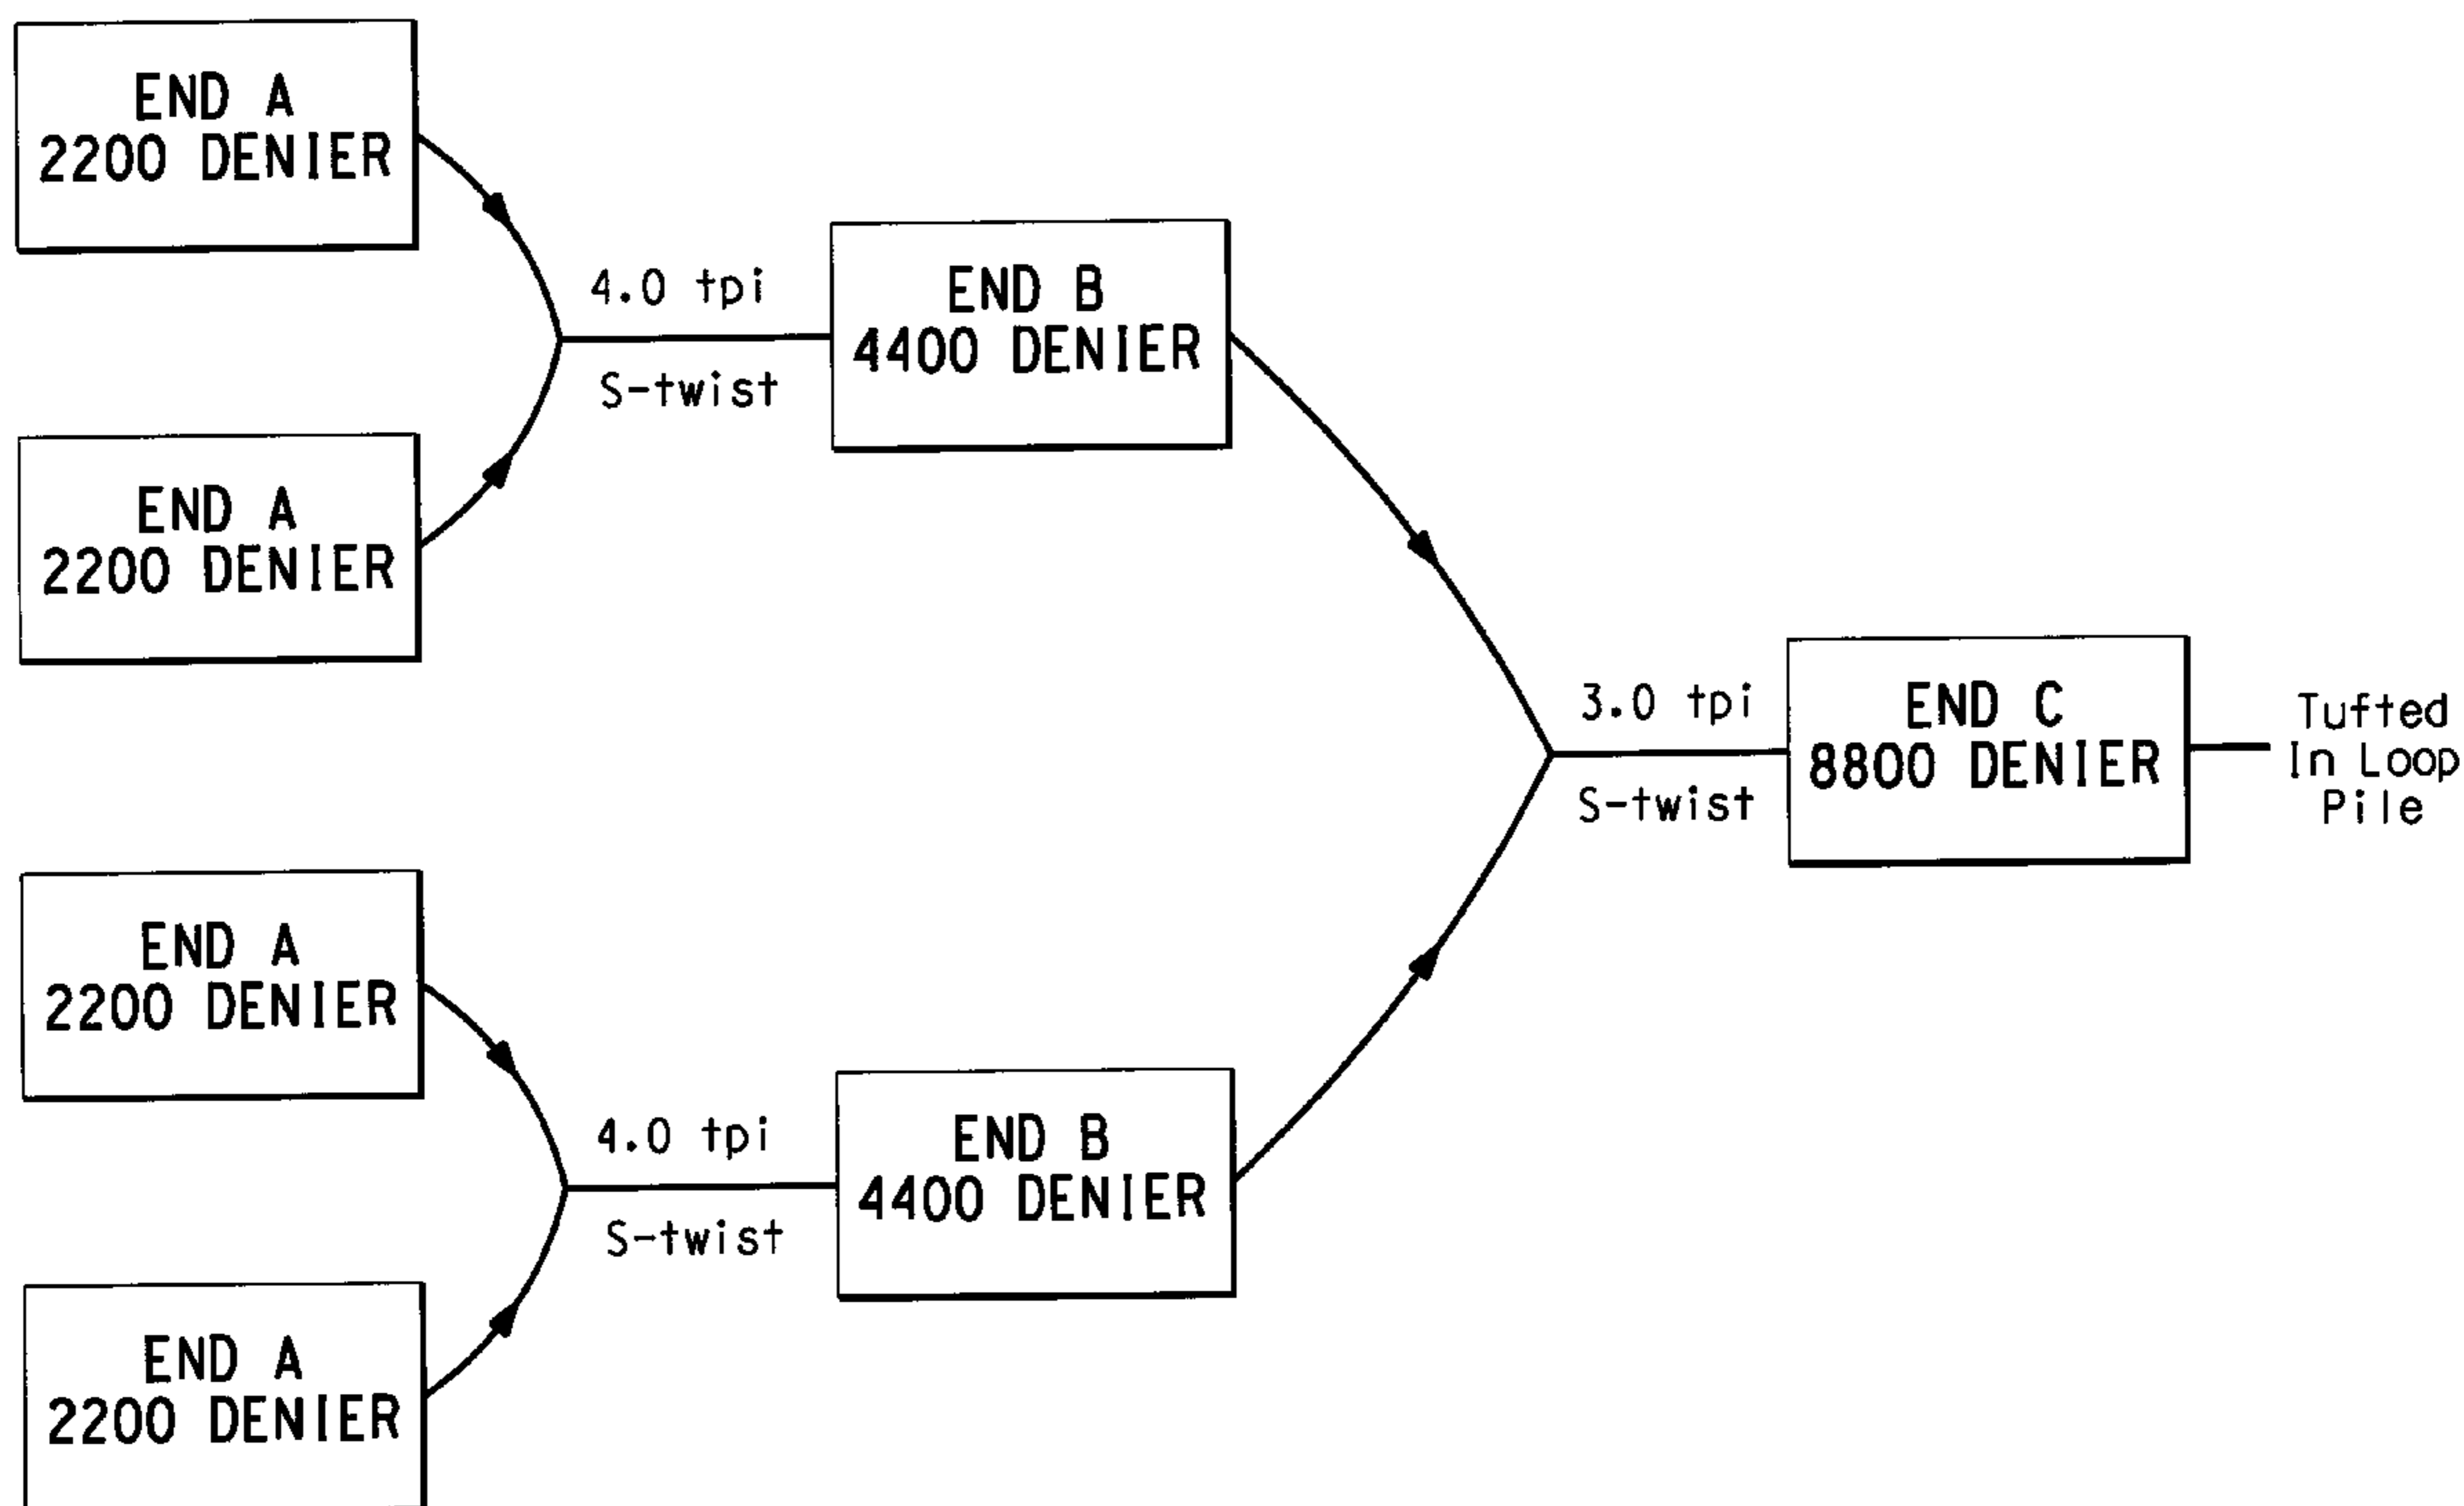 END A
2200 DENIER
4.0 tpi
S-twist
END A
2200 DENIER
END B
4400 DENIER
3.0 tpi
S-twist
END C
8800 DENIER
Tufted
In Loop
Pile
END A
2200 DENIER
4.0 tpi
S-twist
END A
2200 DENIER
END B
4400 DENIER